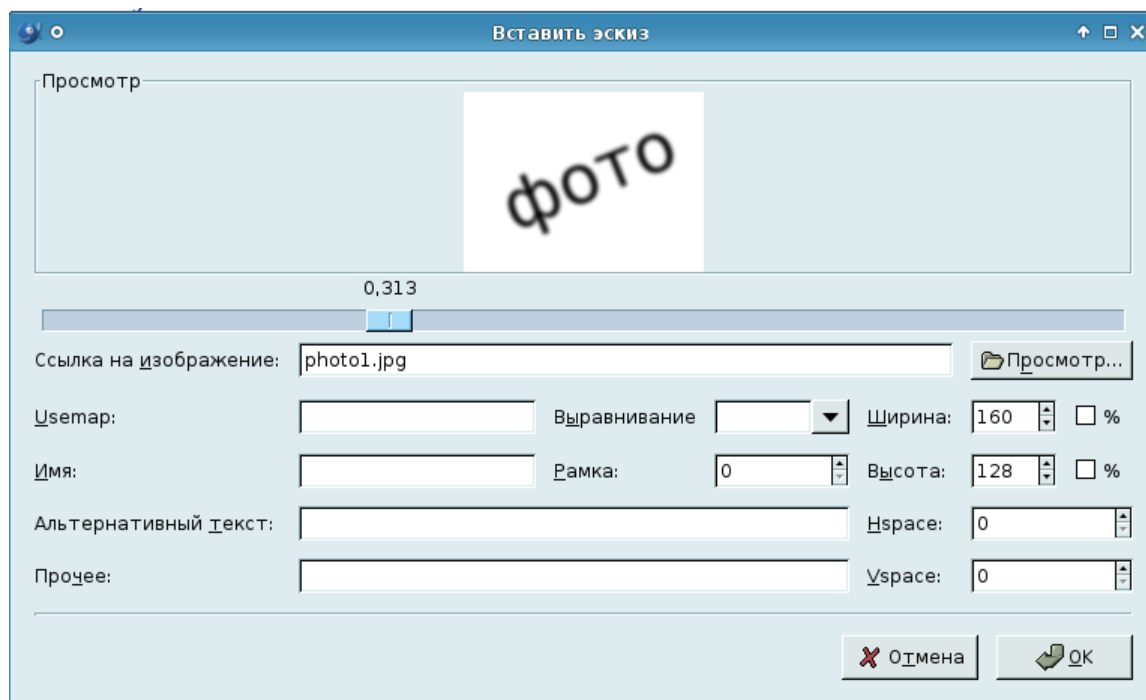 Вставить эскиз
Просмотр
фото
0,313
Ссылка на изображение: photo1.jpg Просмотр...
Usemap: Выравнивание Ширина: 160 %
Имя: Рамка: 0 Высота: 128 %
Альтернативный текст: Hspace: 0
Прочее: Vspace: 0
Отмена OK